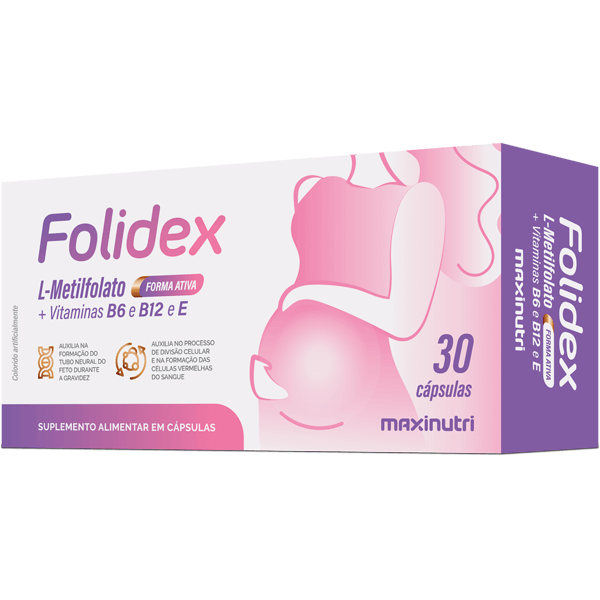 Folidex
L-Metilfolato FORMA ATIVA
+ Vitaminas B6 e B12 e E
AUXILIA NA
FORMAÇÃO DO
TUBO NEURAL DO
FETO DURANTE
A GRAVIDEZ
AUXILIA NO PROCESSO
DE DIVISÃO CELULAR
E NA FORMAÇÃO DAS
CÉLULAS VERMELHAS
DO SANGUE
Colorido artificialmente
SUPLEMENTO ALIMENTAR EM CÁPSULAS
30
cápsulas
maxinutri
Folidex
L-Metilfolato FORMA ATIVA
+ Vitaminas B6 e B12 e E
maxinutri